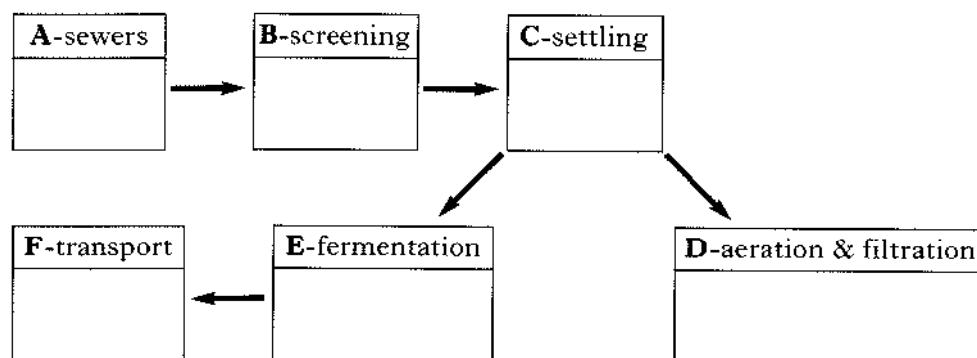 A-sewers
B-screening
C-settling
F-transport
E-fermentation
D-aeration & filtration